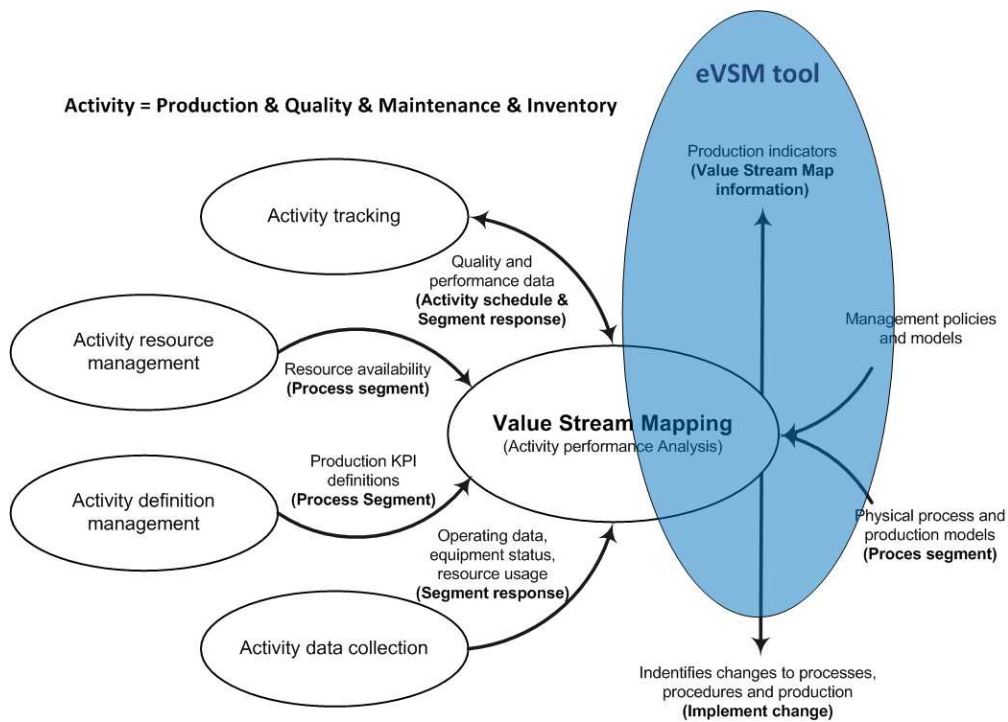 eVSM tool
Activity = Production & Quality & Maintenance & Inventory
Production indicators
(Value Stream Map
information)
Activity tracking
Quality and
performance data
(Activity schedule &
Segment response)
Management policies
and models
Activity resource
management
Resource availability
(Process segment)
Value Stream Mapping
(Activity performance Analysis)
Production KPI
definitions
(Process Segment)
Activity definition
management
Physical process and
production models
(Proces segment)
Operating data,
equipment status,
resource usage
(Segment response)
Activity data collection
Indentifies changes to processes,
procedures and production
(Implement change)